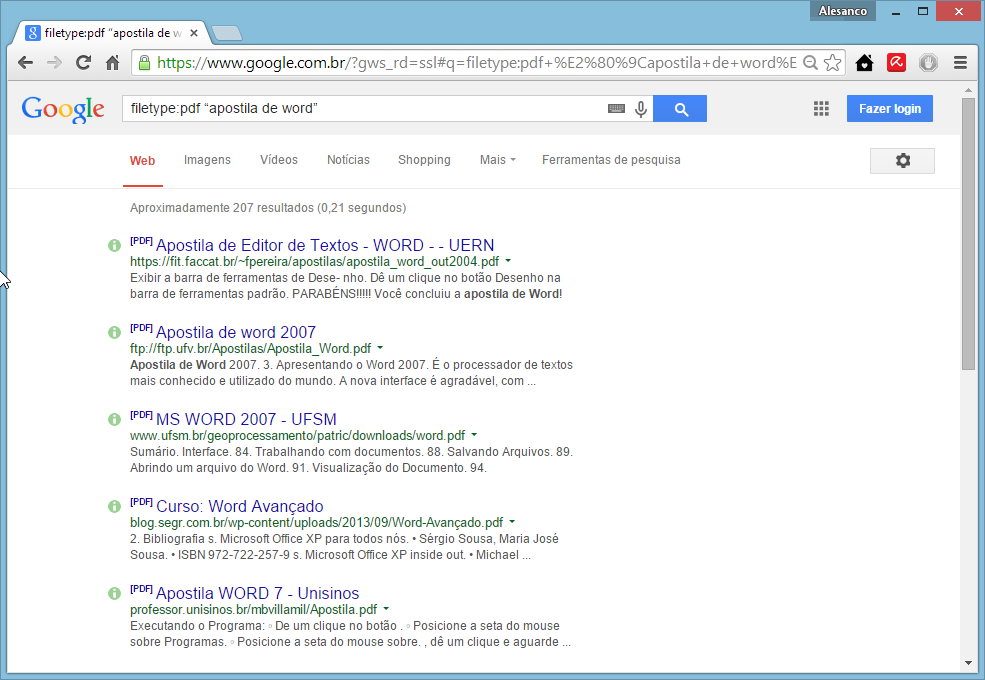 Alesanco
filetype:pdf “apostila de w
https://www.google.com.br/?gws_rd=ssl#q=filetype:pdf+%E2%80%9Capostila+de+word%E
Google
filetype:pdf “apostila de word”
Fazer login
Web Imagens Vídeos Notícias Shopping Mais Ferramentas de pesquisa
Aproximadamente 207 resultados (0,21 segundos)
[PDF] Apostila de Editor de Textos - WORD - - UERN
https://fit.faccat.br/~fpereira/apostilas/apostila_word_out2004.pdf
Exibir a barra de ferramentas de Dese- nho. Dê um clique no botão Desenho na
barra de ferramentas padrão. PARABÉNS!!!!! Você concluiu a apostila de Word!
[PDF] Apostila de word 2007
ftp://ftp.ufv.br/Apostilas/Apostila_Word.pdf
Apostila de Word 2007. 3. Apresentando o Word 2007. É o processador de textos
mais conhecido e utilizado do mundo. A nova interface é agradável, com ...
[PDF] MS WORD 2007 - UFSM
www.ufsm.br/geoprocessamento/patric/downloads/word.pdf
Sumário. Interface. 84. Trabalhando com documentos. 88. Salvando Arquivos. 89.
Abrindo um arquivo do Word. 91. Visualização do Documento. 94.
[PDF] Curso: Word Avançado
blog.segr.com.br/wp-content/uploads/2013/09/Word-Avançado.pdf
2. Bibliografia s. Microsoft Office XP para todos nós. • Sérgio Sousa, Maria José
Sousa. • ISBN 972-722-257-9 s. Microsoft Office XP inside out. • Michael ...
[PDF] Apostila WORD 7 - Unisinos
professor.unisinos.br/mbvillamil/Apostila.pdf
Executando o Programa: ▫ De um clique no botão . ▫ Posicione a seta do mouse
sobre Programas. ▫ Posicione a seta do mouse sobre. , dê um clique e aguarde ...